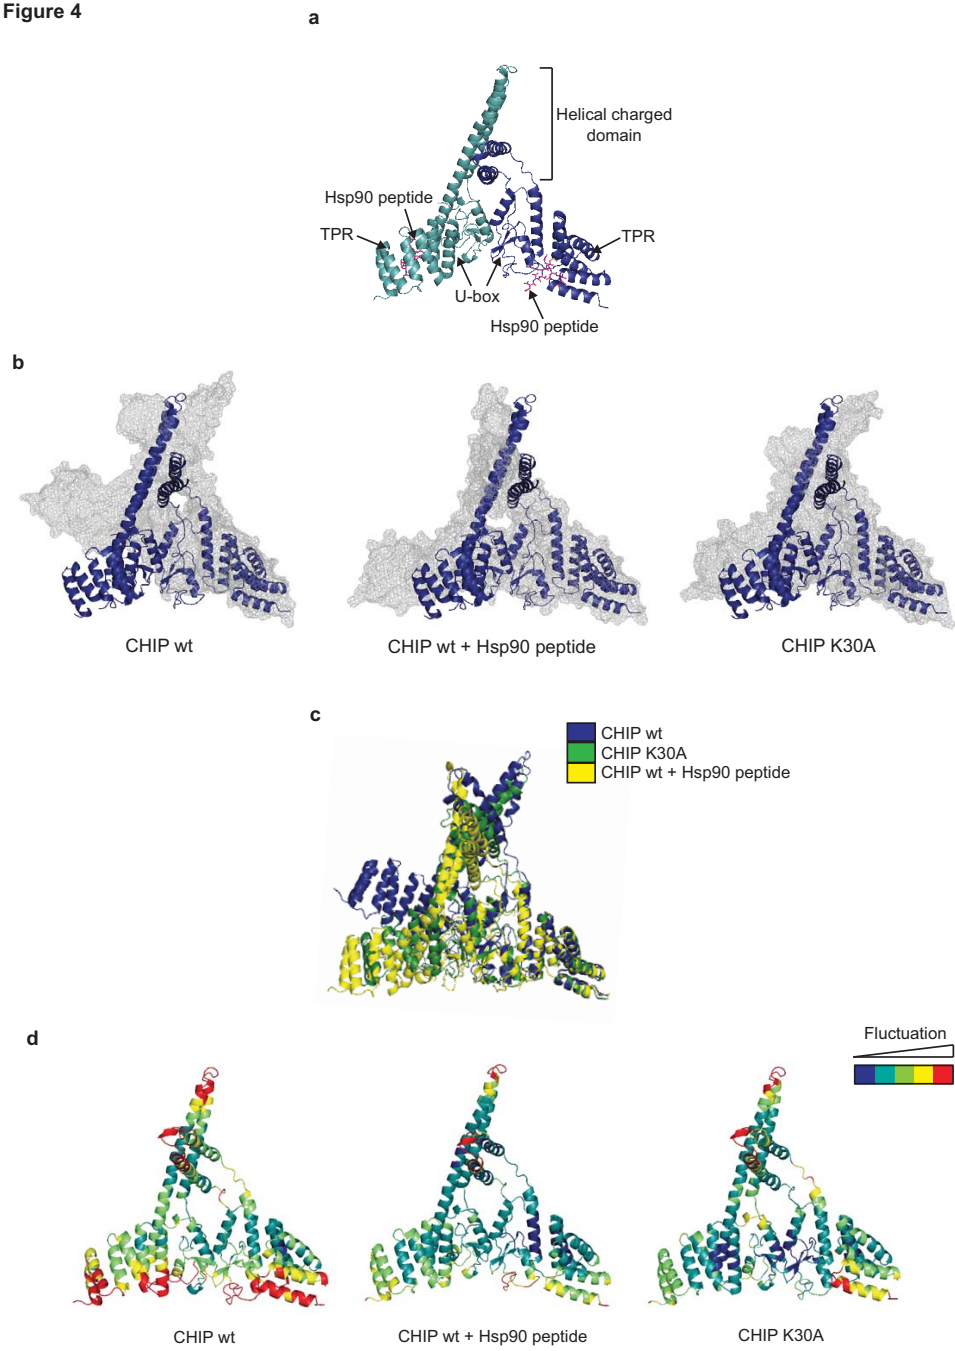 Figure 4
a
Helical charged
domain
Hsp90 peptide
TPR
TPR
U-box
Hsp90 peptide
b
CHIP wt
CHIP wt + Hsp90 peptide
CHIP K30A
c
CHIP wt
CHIP K30A
CHIP wt + Hsp90 peptide
d
Fluctuation
CHIP wt
CHIP wt + Hsp90 peptide
CHIP K30A